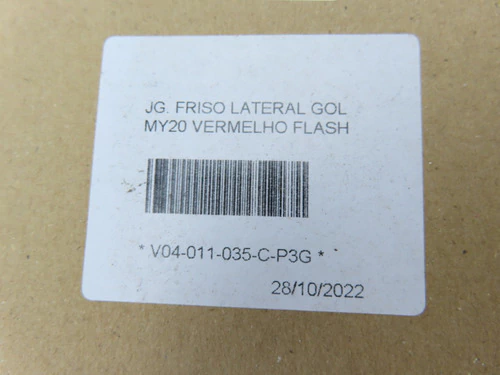 JG. FRISO LATERAL GOL
MY20 VERMELHO FLASH
* V04-011-035-C-P3G *
28/10/2022